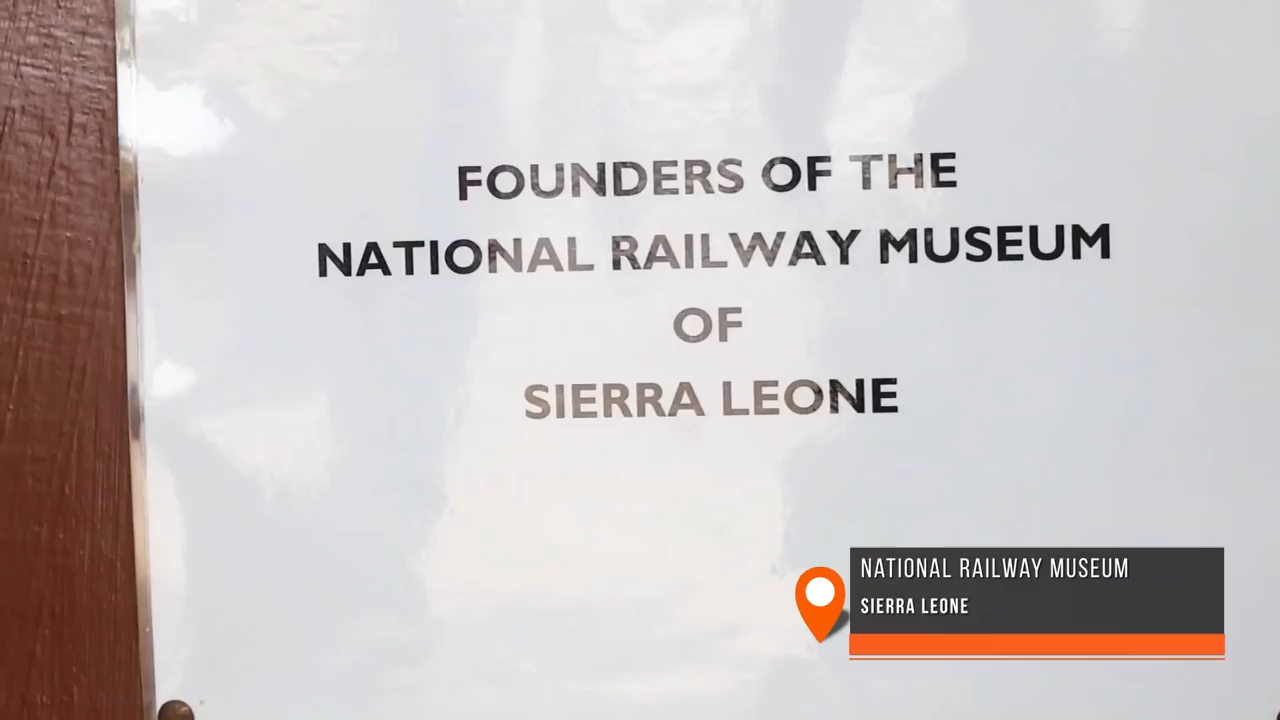 FOUNDERS OF THE
NATIONAL RAILWAY MUSEUM
OF
SIERRA LEONE
NATIONAL RAILWAY MUSEUM
SIERRA LEONE